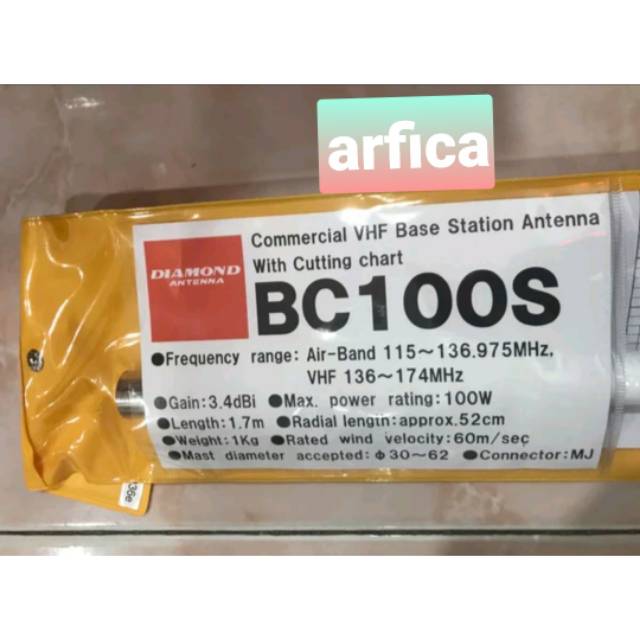 arfica
Commercial VHF Base Station Antenna
With Cutting chart
DIAMOND
ANTENNA
BC100S
●Frequency range: Air-Band 115～136.975MHz.
VHF 136～174MHz
●Gain:3.4dBi ●Max. power rating:100W
●Length:1.7m ●Radial length:approx.52cm
●Weight:1Kg ●Rated wind velocity:60m/sec
●Mast diameter accepted:φ30～62 ●Connector:MJ